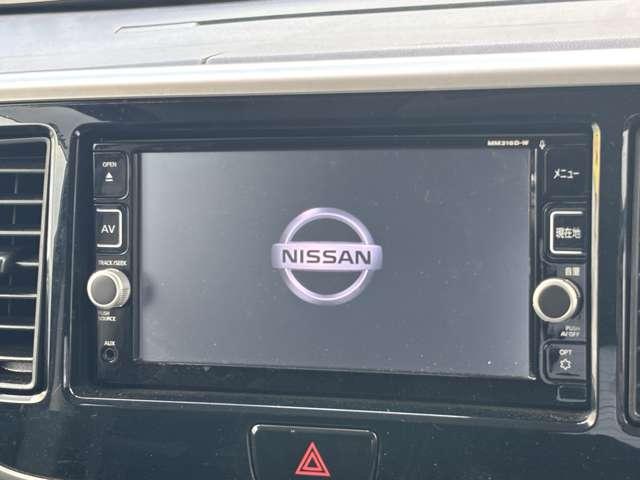 MM316D-W
OPEN
AV
TRACK/SEEK
PUSH
SOURCE
AUX
NISSAN
メニュー
現在地
音量
PUSH
AV OFF
OPT